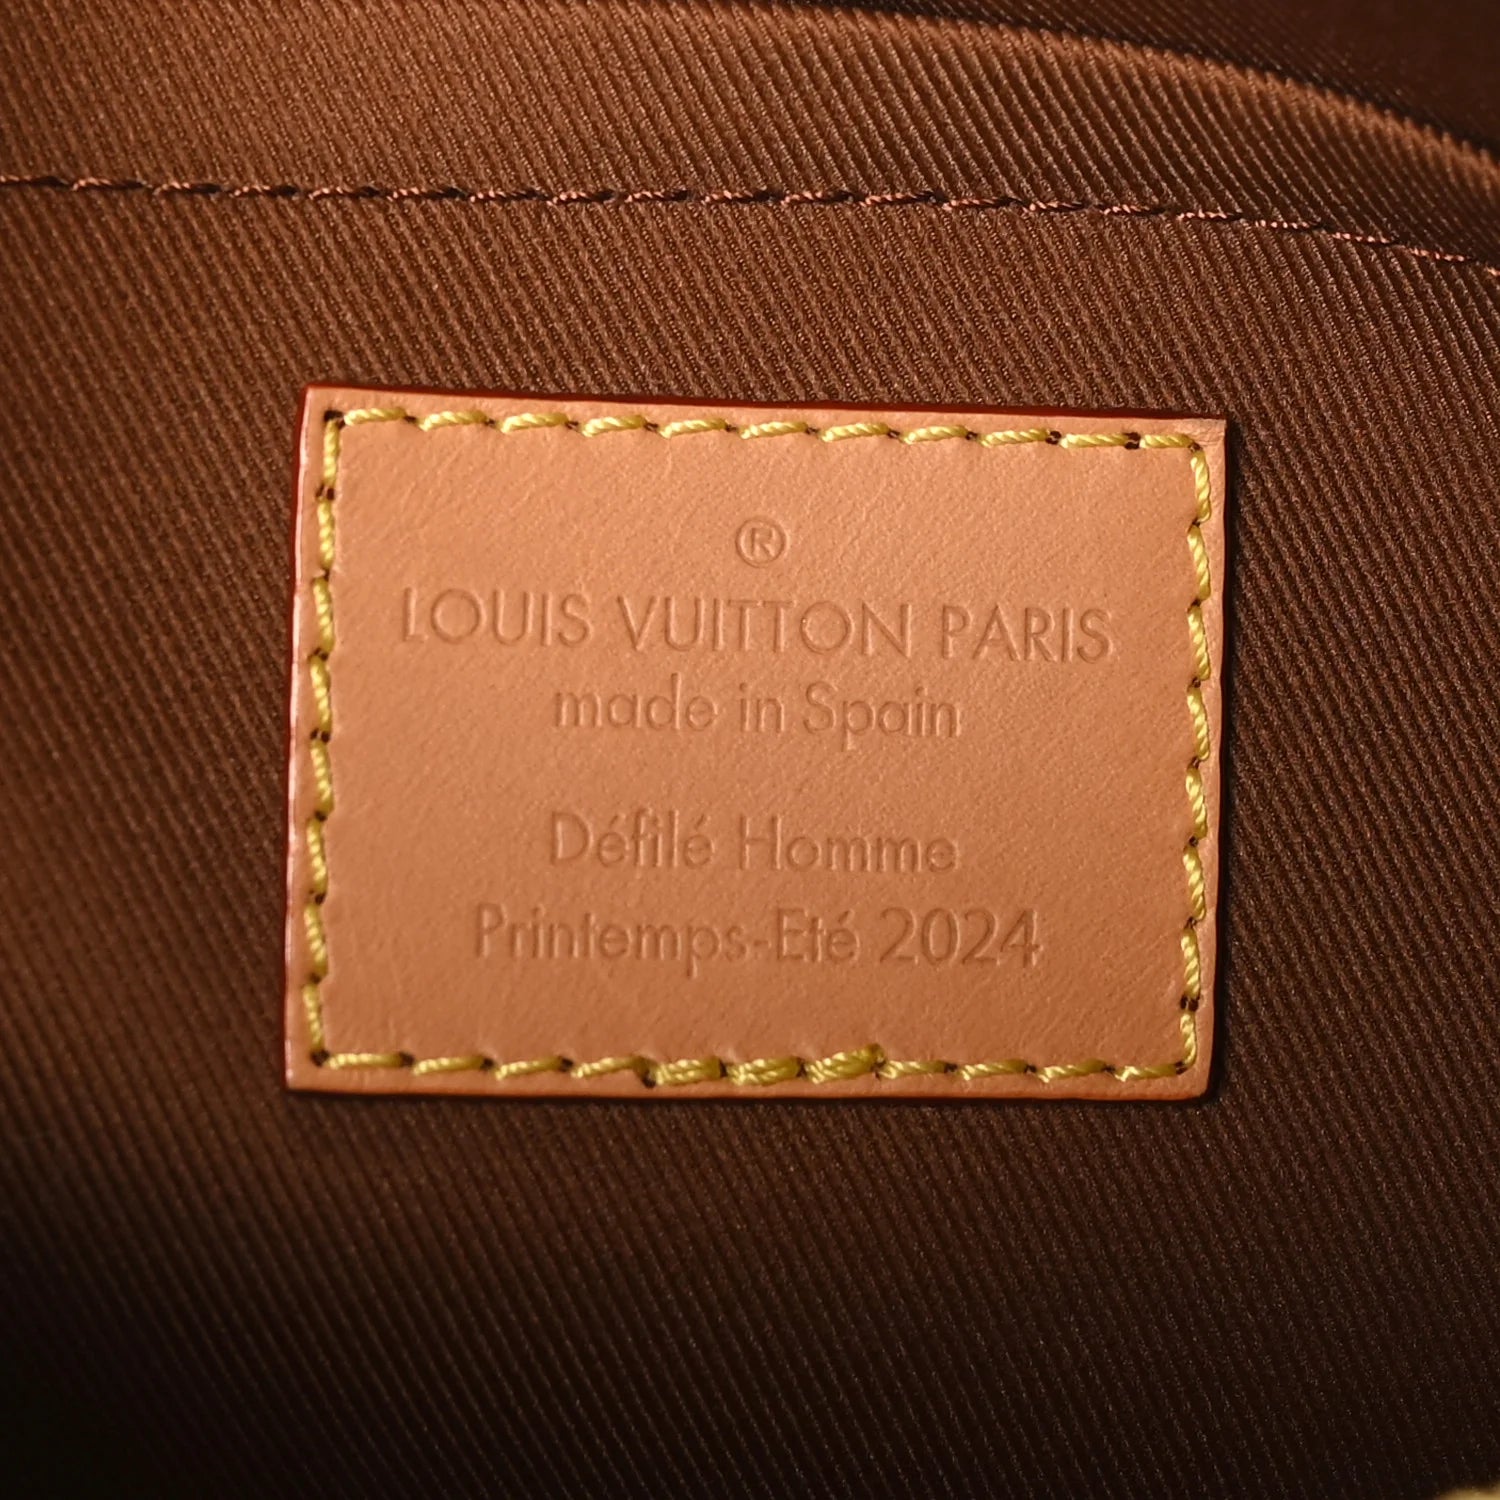 ®
LOUIS VUITTON PARIS
made in Spain
Défilé Homme
Printemps-Eté 2024